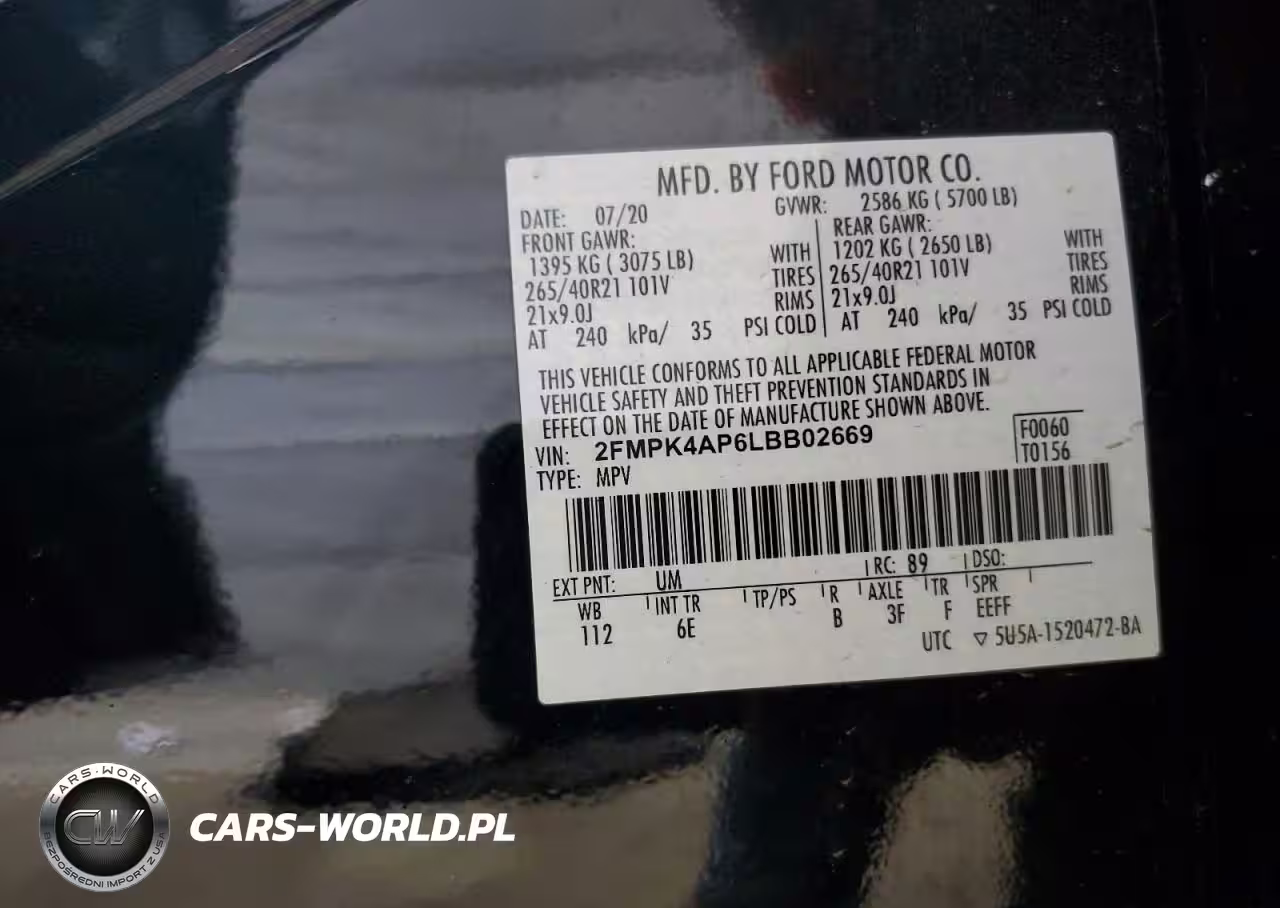 MFD. BY FORD MOTOR CO.
DATE: 07/20 GVWR: 2586 KG ( 5700 LB)
FRONT GAWR: REAR GAWR:
1395 KG ( 3075 LB) WITH 1202 KG ( 2650 LB) WITH
265/40R21 101V TIRES 265/40R21 101V TIRES
21x9.0J RIMS 21x9.0J RIMS
AT 240 kPa/ 35 PSI COLD AT 240 kPa/ 35 PSI COLD
THIS VEHICLE CONFORMS TO ALL APPLICABLE FEDERAL MOTOR
VEHICLE SAFETY AND THEFT PREVENTION STANDARDS IN
EFFECT ON THE DATE OF MANUFACTURE SHOWN ABOVE.
VIN: 2FMPK4AP6LBB02669 F0060
TYPE: MPV T0156
EXT PNT: UM RC: 89 DSO:
WB INT TR TP/PS R AXLE TR SPR
112 6E B 3F F EEFF
UTC ▽ 5U5A-1520472-BA
CARS-WORLD
CW
BEZPOŚREDNI IMPORT Z USA
CARS-WORLD.PL